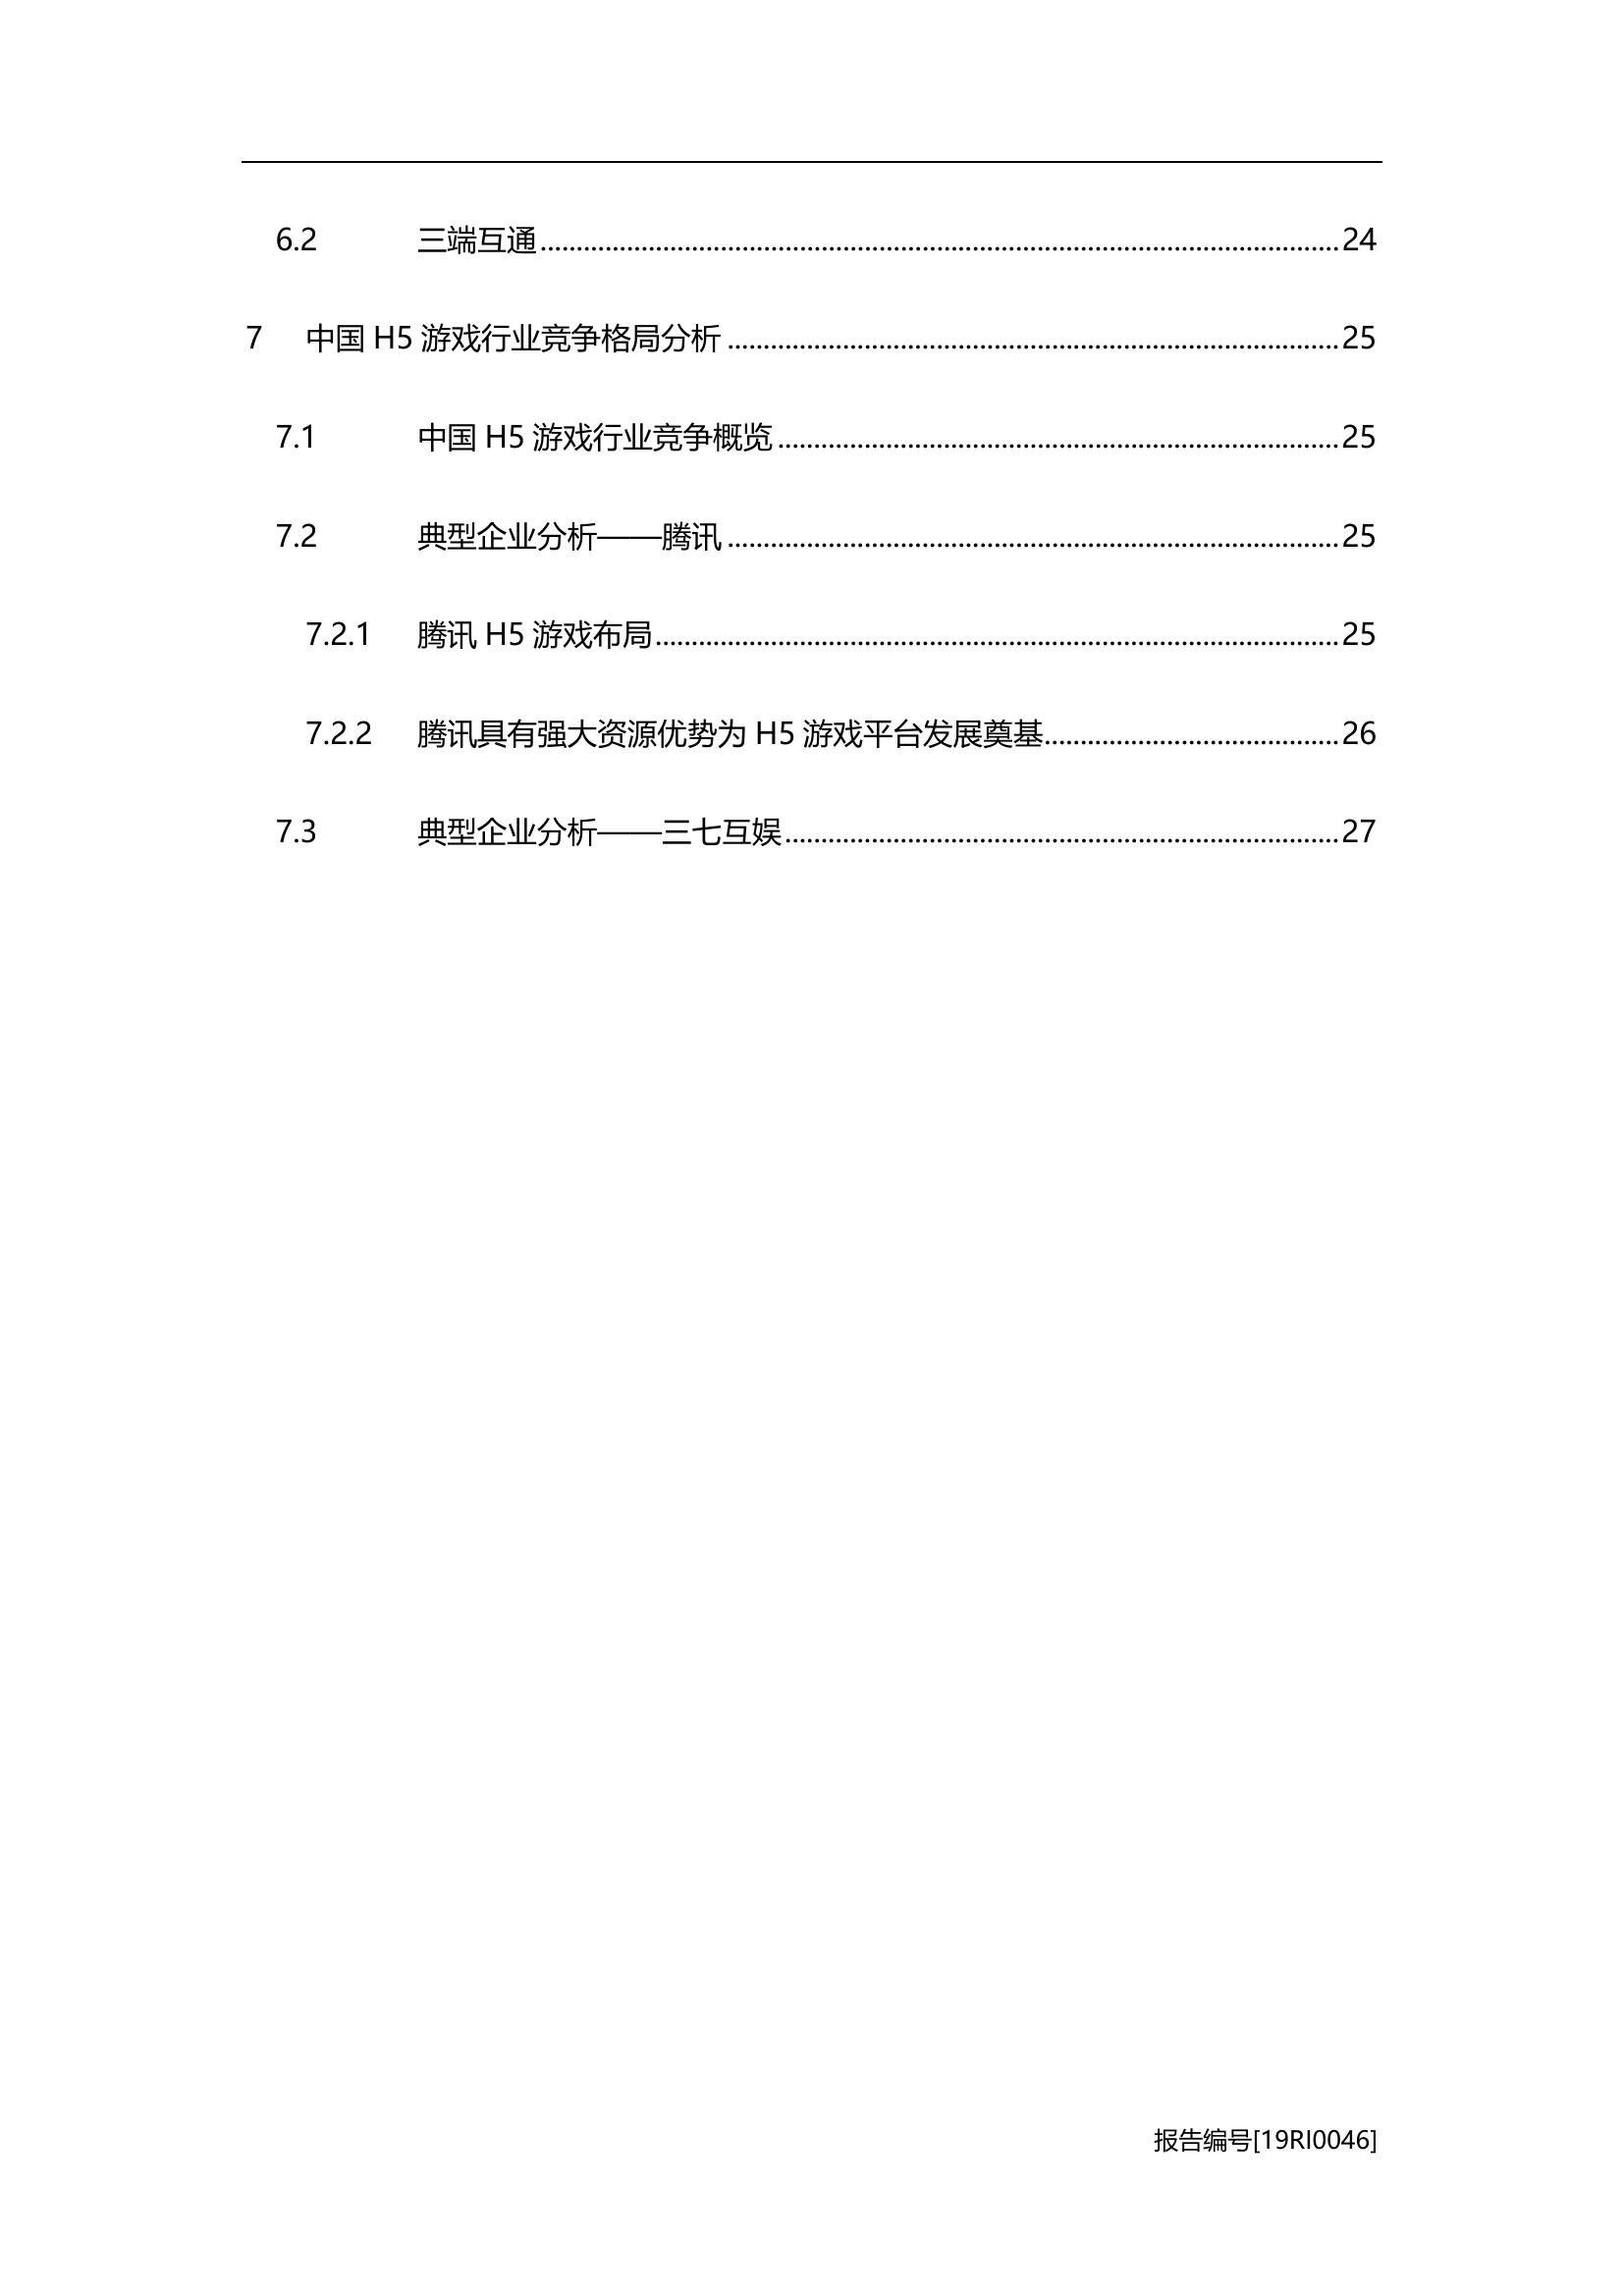 6.2 三端互通........24
7 中国 H5 游戏行业竞争格局分析........25
7.1 中国 H5 游戏行业竞争概览........25
7.2 典型企业分析——腾讯........25
7.2.1 腾讯 H5 游戏布局........25
7.2.2 腾讯具有强大资源优势为 H5 游戏平台发展奠基........26
7.3 典型企业分析——三七互娱........27
报告编号[19RI0046]